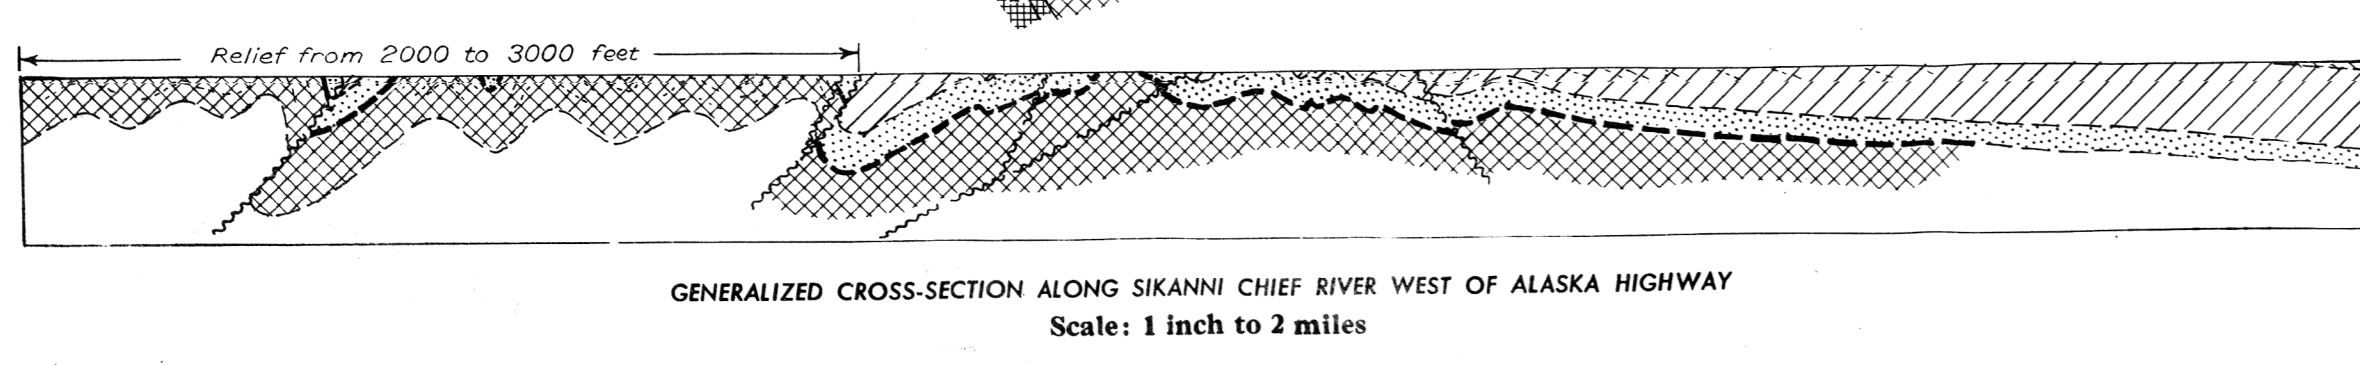 Relief from 2000 to 3000 feet
GENERALIZED CROSS-SECTION ALONG SIKANNI CHIEF RIVER WEST OF ALASKA HIGHWAY
Scale: 1 inch to 2 miles